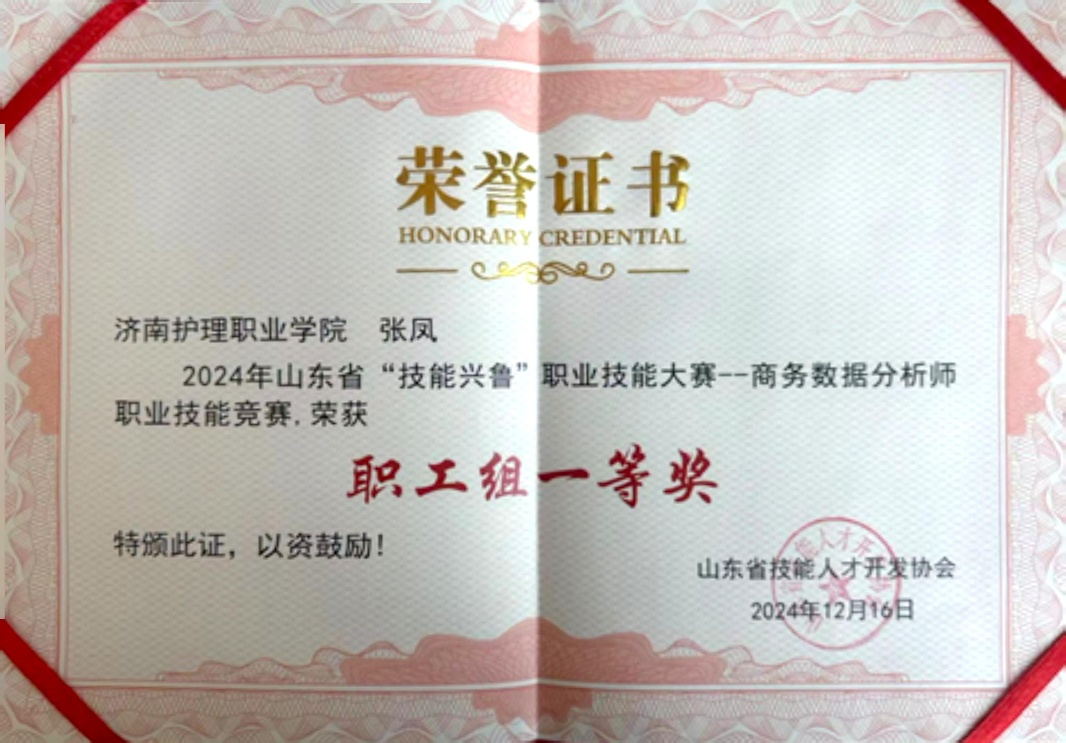 荣誉证书
HONORARY CREDENTIAL
济南护理职业学院 张凤
2024年山东省“技能兴鲁”职业技能大赛--商务数据分析师
职业技能竞赛,荣获
职工组一等奖
特颁此证，以资鼓励！
山东省技能人才开发协会
2024年12月16日